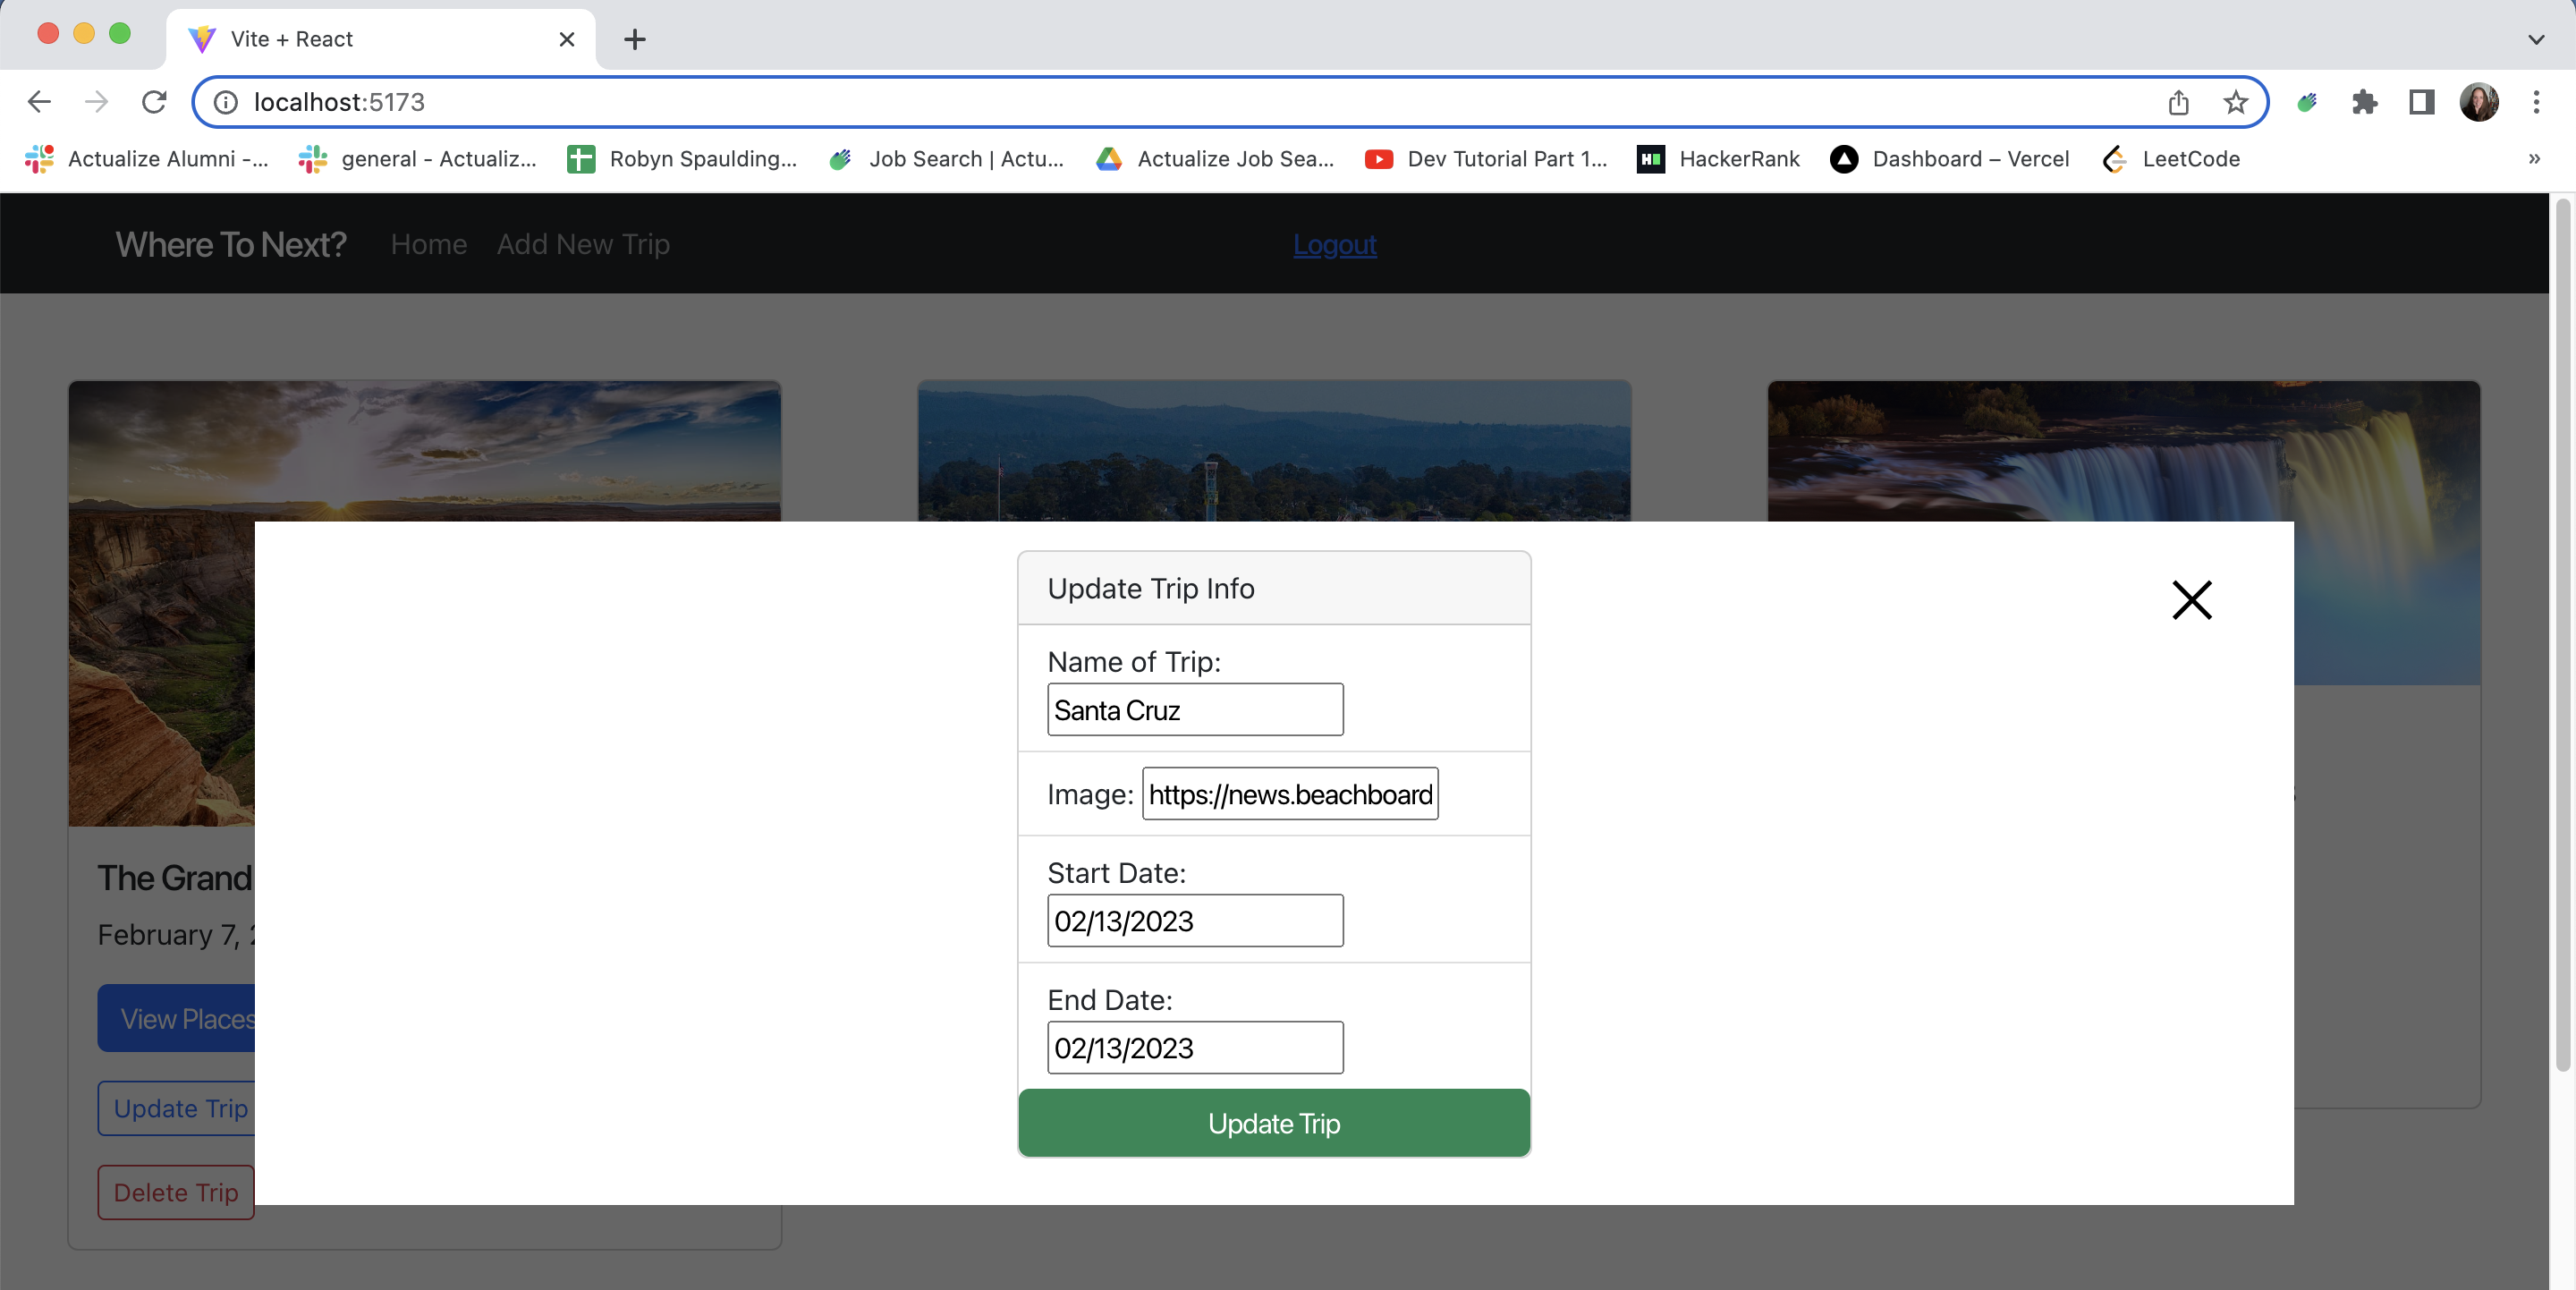 Vite + React
localhost:5173
Actualize Alumni -...
general - Actualiz...
Robyn Spaulding...
Job Search | Actu...
Actualize Job Sea...
Dev Tutorial Part 1...
HackerRank
Dashboard – Vercel
LeetCode
»
Where To Next?
Home
Add New Trip
Logout
Update Trip Info
Name of Trip:
Santa Cruz
Image: https://news.beachboard
Start Date:
02/13/2023
End Date:
02/13/2023
Update Trip
The Grand
February 7,
View Places
Update Trip
Delete Trip